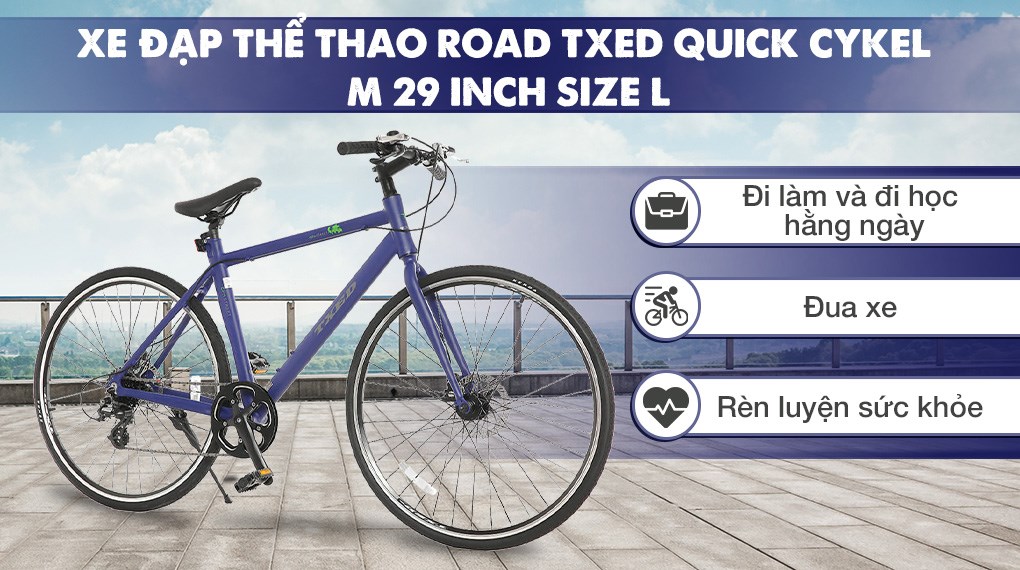 XE ĐẠP THỂ THAO ROAD TXED QUICK CYKEL
M 29 INCH SIZE L
Đi làm và đi học
hằng ngày
Đua xe
Rèn luyện sức khỏe
TXED